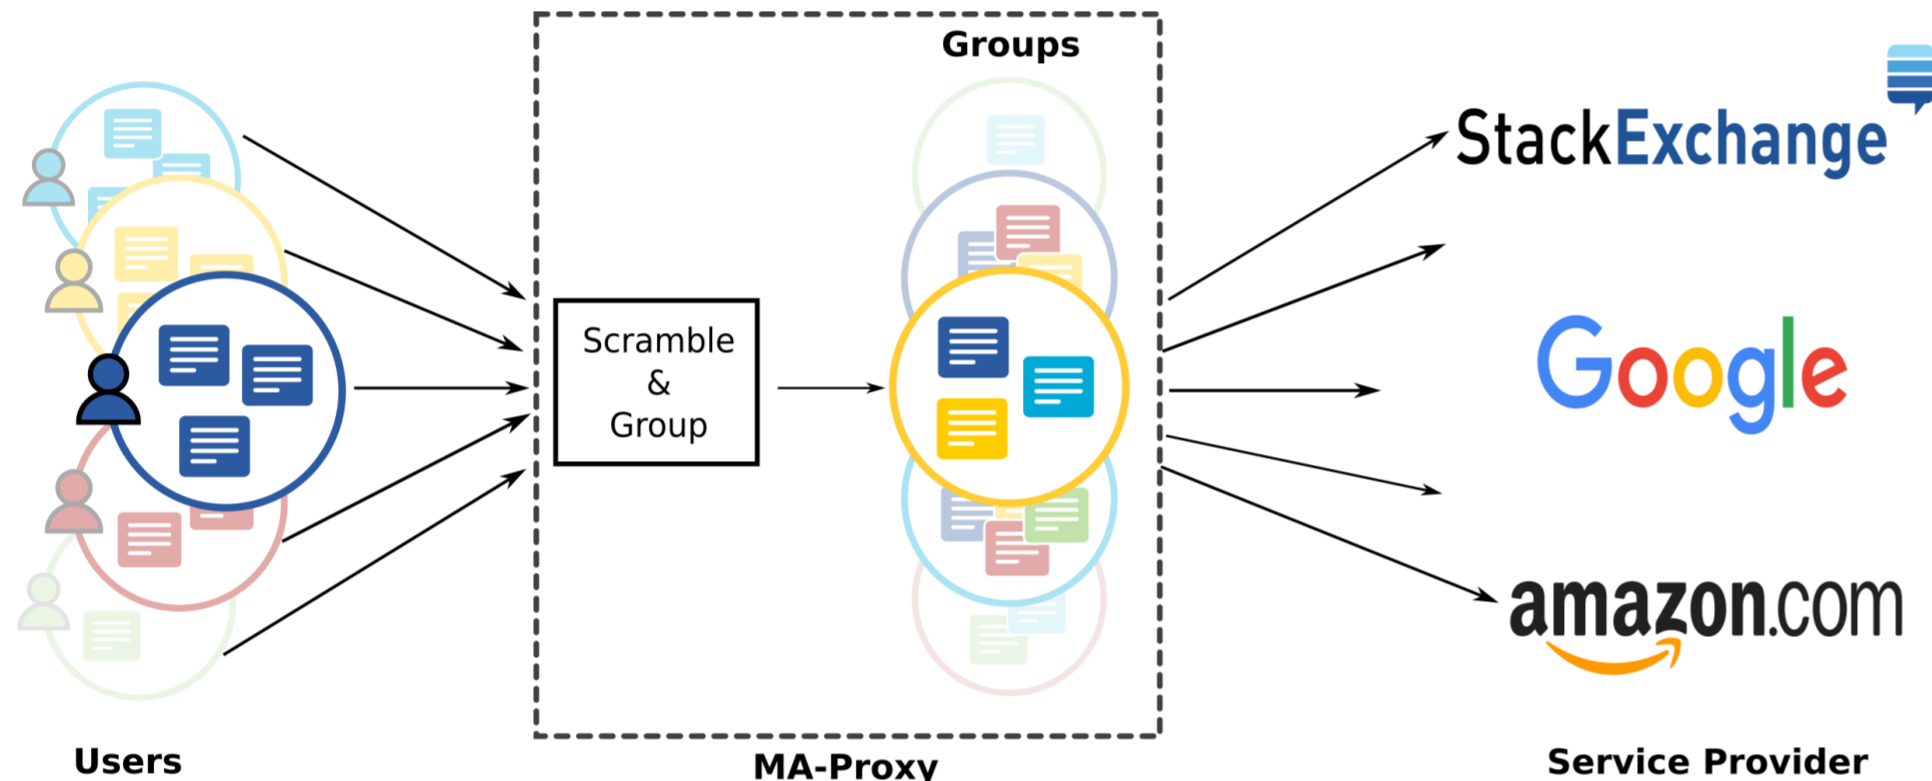 Groups
StackExchange
Scramble
&
Group
Google
amazon.com
Users
MA-Proxy
Service Provider